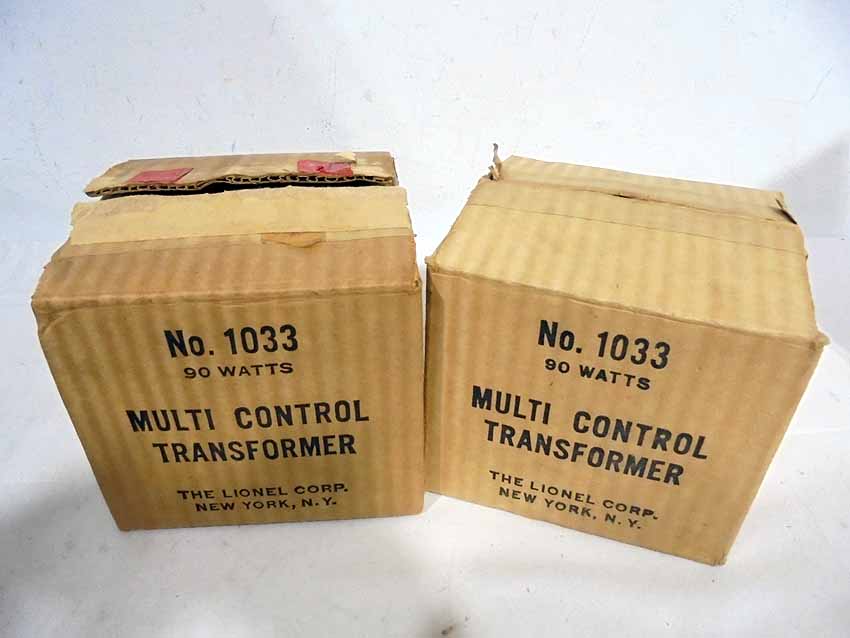 No. 1033
90 WATTS
MULTI CONTROL
TRANSFORMER
THE LIONEL CORP.
NEW YORK, N.Y.
No. 1033
90 WATTS
MULTI CONTROL
TRANSFORMER
THE LIONEL CORP.
NEW YORK, N.Y.